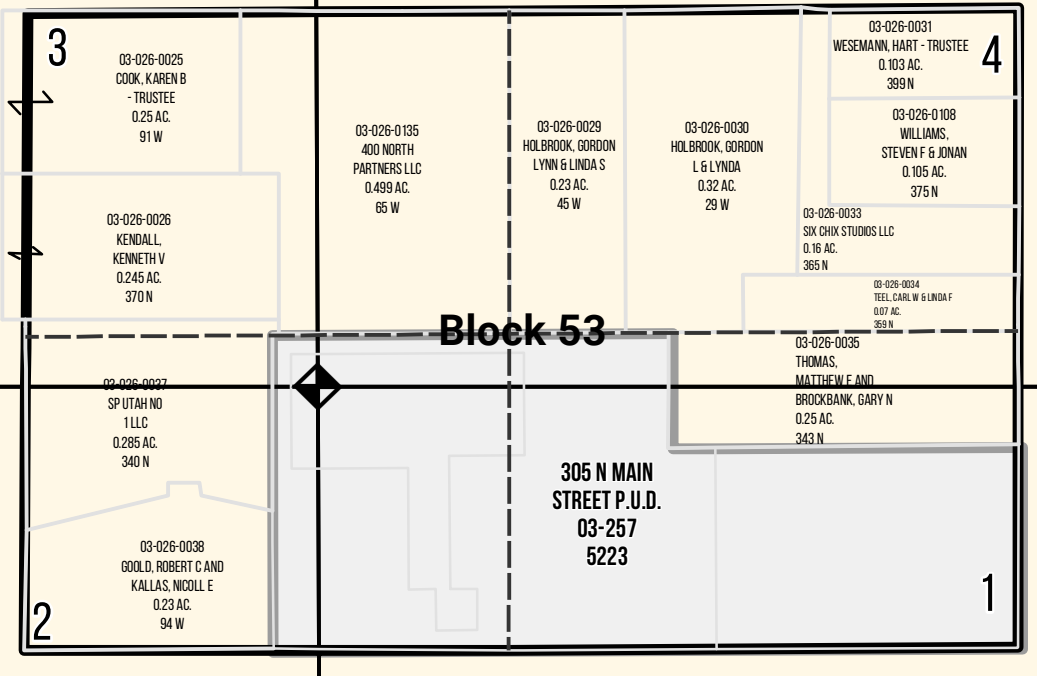 3
03-026-0025
COOK, KAREN B
- TRUSTEE
0.25 AC.
91 W
03-026-0135
400 NORTH
PARTNERS LLC
0.499 AC.
65 W
03-026-0029
HOLBROOK, GORDON
LYNN & LINDA S
0.23 AC.
45 W
03-026-0030
HOLBROOK, GORDON
L & LYNDA
0.32 AC.
29 W
03-026-0031
WESEMANN, HART - TRUSTEE
0.103 AC.
399 N
4
03-026-0108
WILLIAMS,
STEVEN F & JONAN
0.105 AC.
375 N
03-026-0026
KENDALL,
KENNETH V
0.245 AC.
370 N
03-026-0033
SIX CHIX STUDIOS LLC
0.16 AC.
365 N
03-026-0034
TEEL, CARL W & LINDA F
0.07 AC.
359 N
Block 53
03-026-0035
THOMAS,
MATTHEW E AND
BROCKBANK, GARY N
0.25 AC.
343 N
03-026-0037
SP UTAH NO
1 LLC
0.285 AC.
340 N
305 N MAIN
STREET P.U.D.
03-257
5223
03-026-0038
GOOLD, ROBERT C AND
KALLAS, NICOLL E
0.23 AC.
94 W
2
1